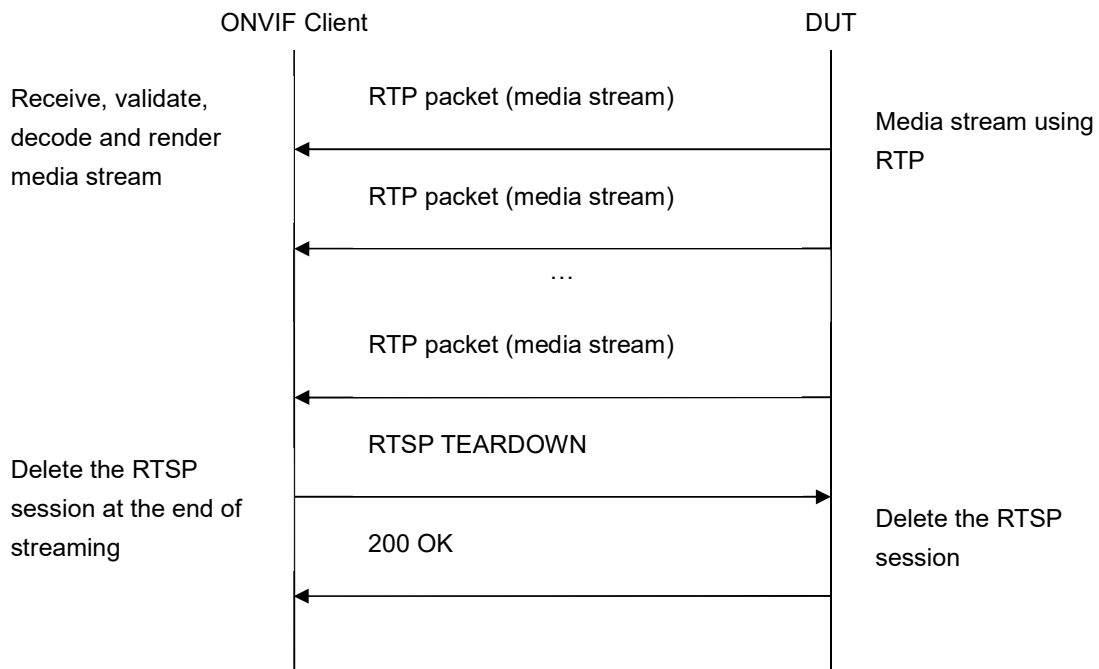 ONVIF Client
DUT
Receive, validate,
decode and render
media stream
RTP packet (media stream)
Media stream using
RTP
RTP packet (media stream)
…
RTP packet (media stream)
RTSP TEARDOWN
Delete the RTSP
session at the end of
streaming
200 OK
Delete the RTSP
session